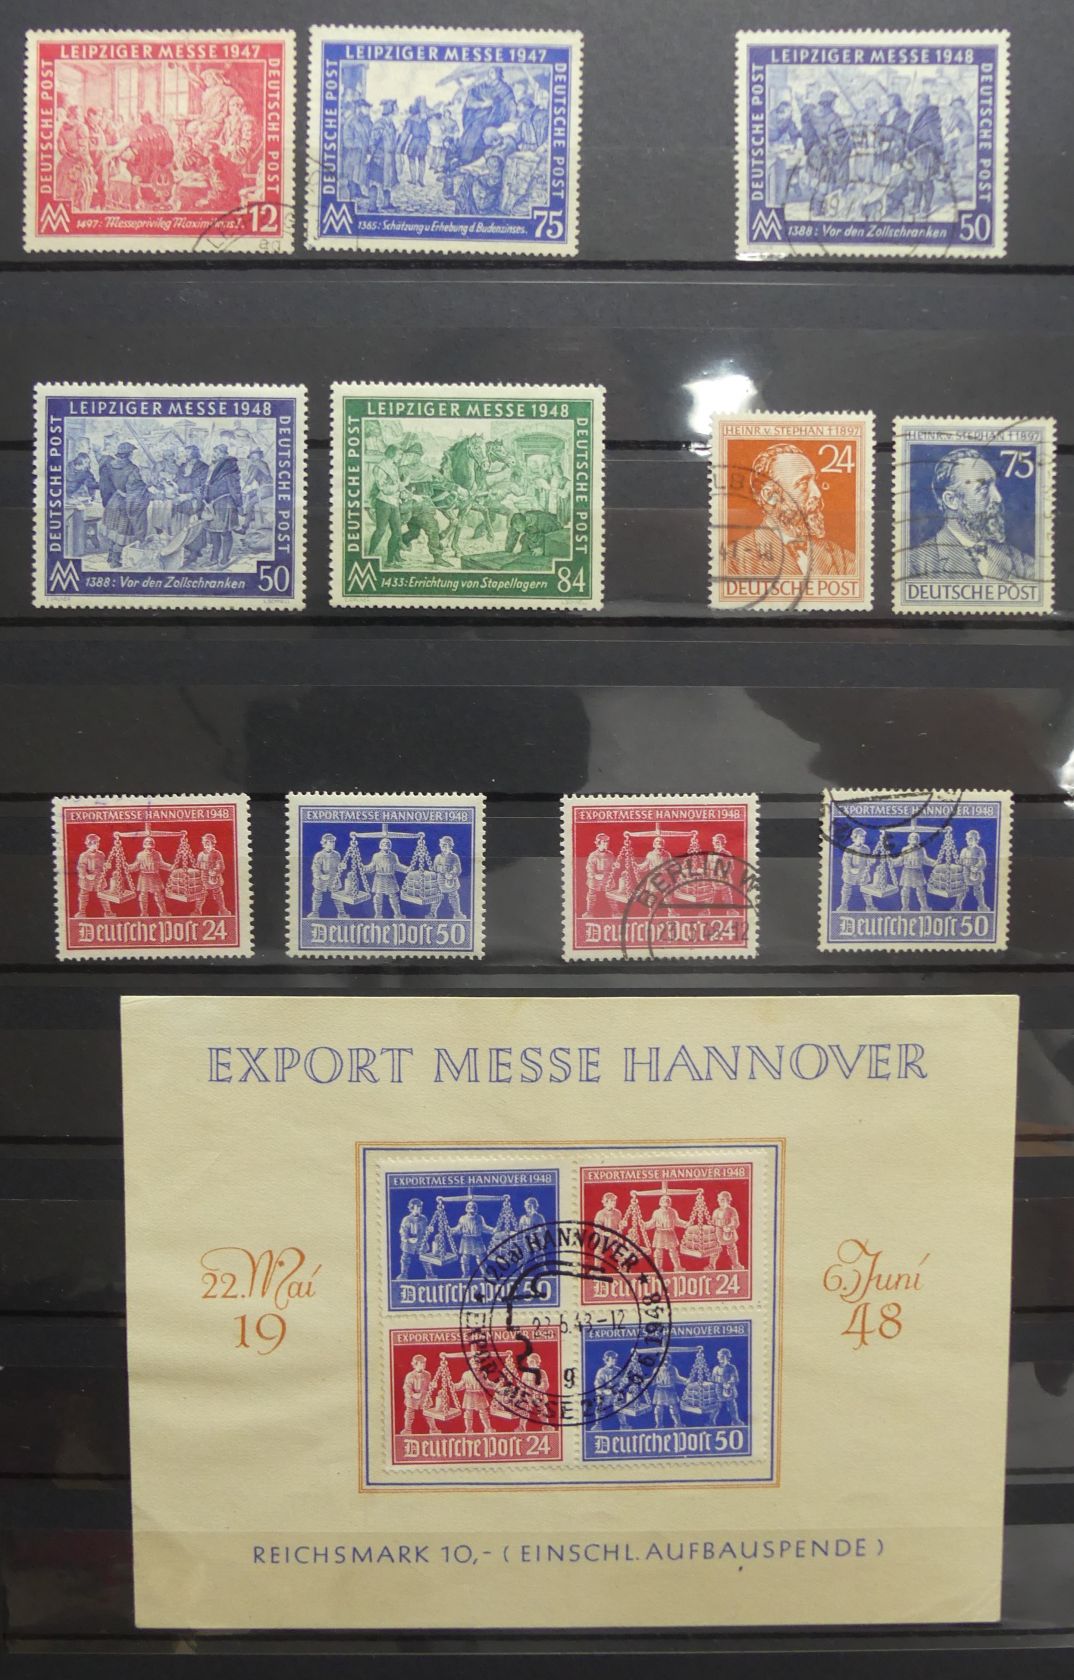 LEIPZIGER MESSE 1947
DEUTSCHE POST
DEUTSCHE POST
1497: Messeprivileg Maximilians I.
12
LEIPZIGER MESSE 1947
DEUTSCHE POST
DEUTSCHE POST
1365: Schätzung u Erhebung d. Budenzinses.
75
LEIPZIGER MESSE 1948
DEUTSCHE POST
DEUTSCHE POST
1388: Vor den Zollschranken
50
LEIPZIGER MESSE 1948
DEUTSCHE POST
DEUTSCHE POST
1388: Vor den Zollschranken
50
LEIPZIGER MESSE 1948
DEUTSCHE POST
DEUTSCHE POST
1433: Errichtung von Stapellagern
84
HEINR. v. STEPHAN † 1897
24
DEUTSCHE POST
HEINR. v. STEPHAN † 1897
75
DEUTSCHE POST
EXPORTMESSE HANNOVER 1948
Deutsche Post 24
EXPORTMESSE HANNOVER 1948
Deutsche Post 50
EXPORTMESSE HANNOVER 1948
BERLIN W
Deutsche Post 24
EXPORTMESSE HANNOVER 1948
Deutsche Post 50
EXPORT MESSE HANNOVER
22. Mai
19
6. Juni
48
EXPORTMESSE HANNOVER 1948
Deutsche Post 50
EXPORTMESSE HANNOVER 1948
Deutsche Post 24
EXPORTMESSE HANNOVER 1948
Deutsche Post 24
EXPORTMESSE HANNOVER 1948
Deutsche Post 50
(20a) HANNOVER
EXPORTMESSE
g
REICHSMARK 10,- (EINSCHL. AUFBAUSPENDE)